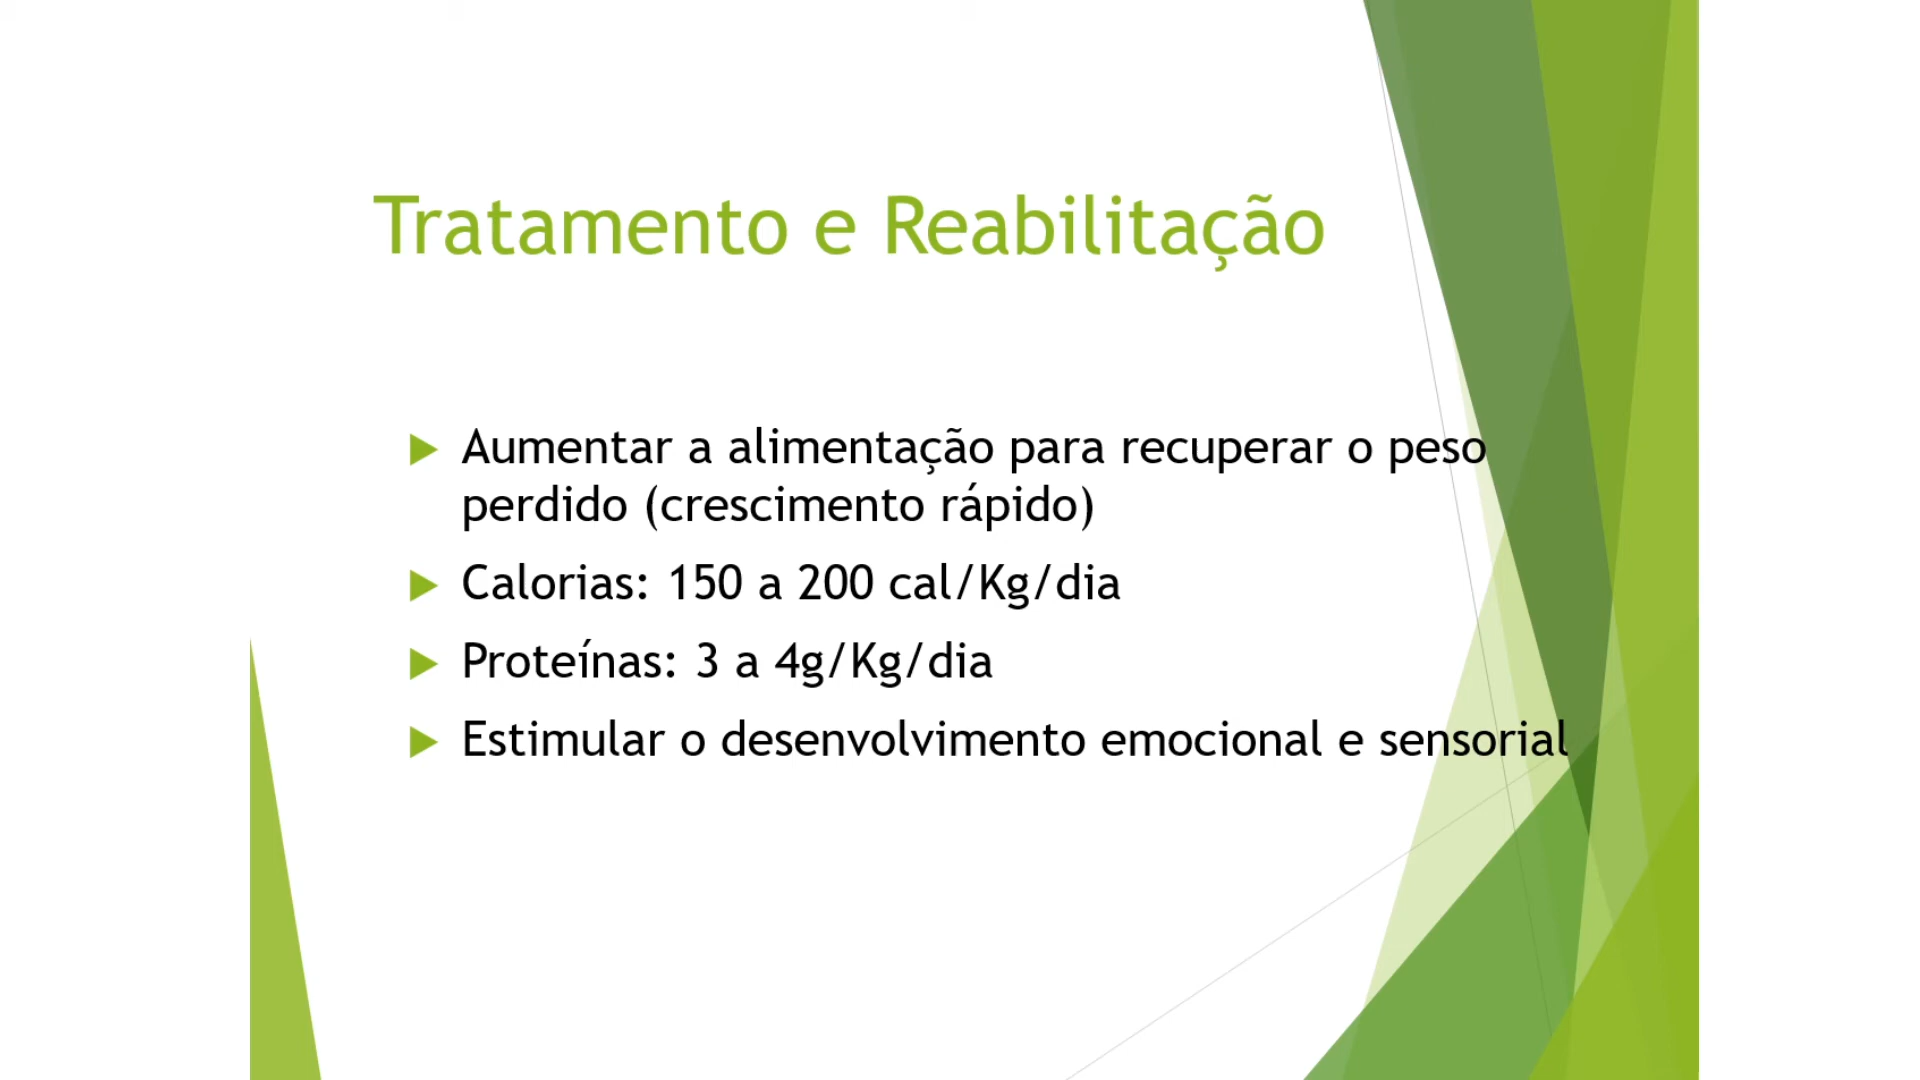 Tratamento e Reabilitação
Aumentar a alimentação para recuperar o peso
perdido (crescimento rápido)
Calorias: 150 a 200 cal/Kg/dia
Proteínas: 3 a 4g/Kg/dia
Estimular o desenvolvimento emocional e sensorial